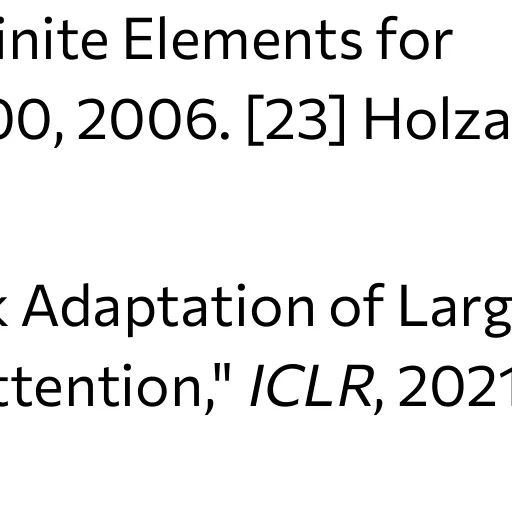 inite Elements for
00, 2006. [23] Holza
k Adaptation of Larg
ttention," ICLR, 2021